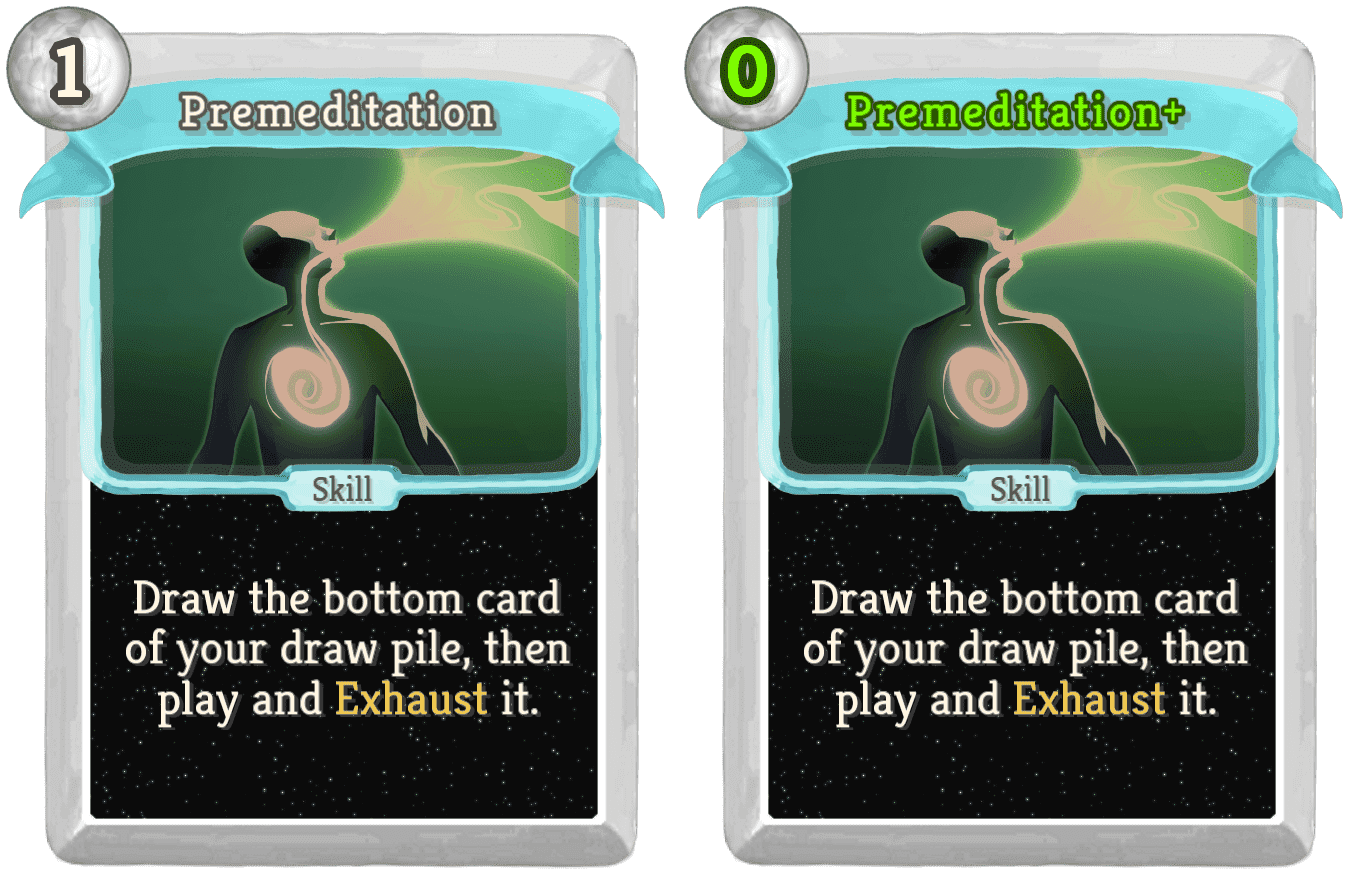 1
Premeditation
Skill
Draw the bottom card
of your draw pile, then
play and Exhaust it.
0
Premeditation+
Skill
Draw the bottom card
of your draw pile, then
play and Exhaust it.